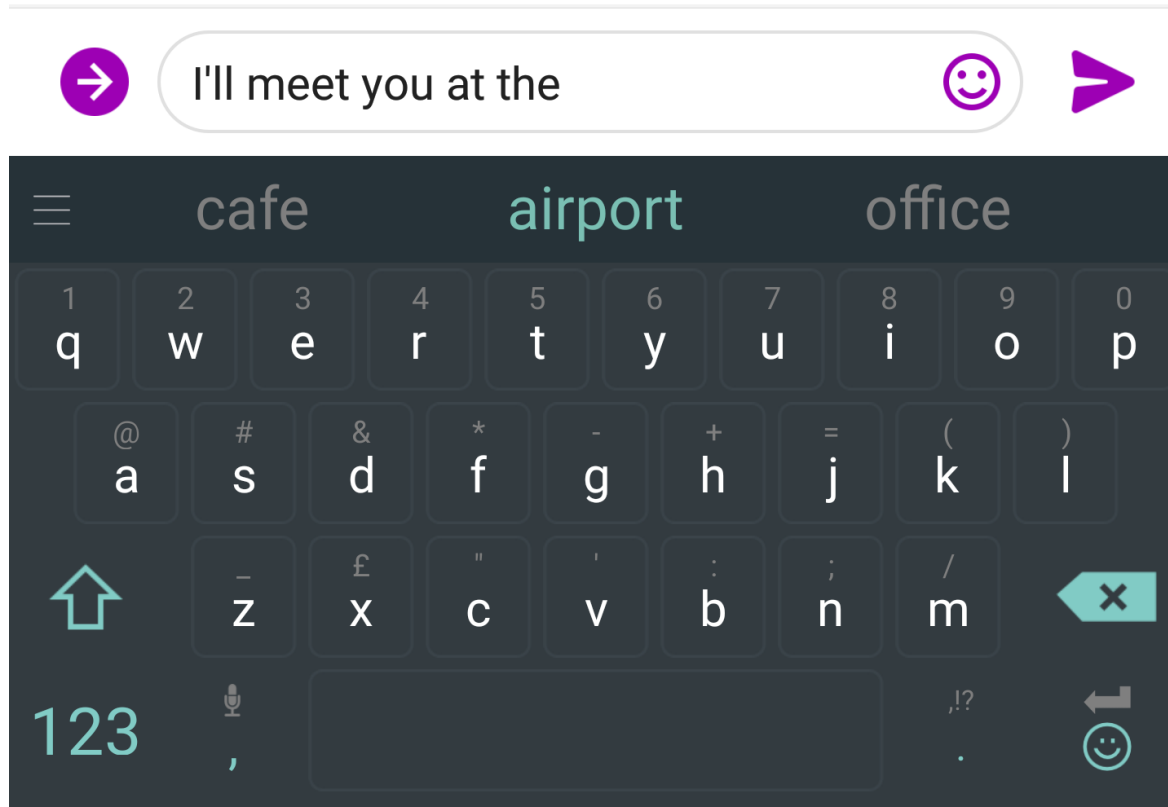 I'll meet you at the
cafe airport office
1 2 3 4 5 6 7 8 9 0
q w e r t y u i o p
@ # & * - + = ( )
a s d f g h j k l
_ £ " ' : ; /
z x c v b n m
,!?
123 , .